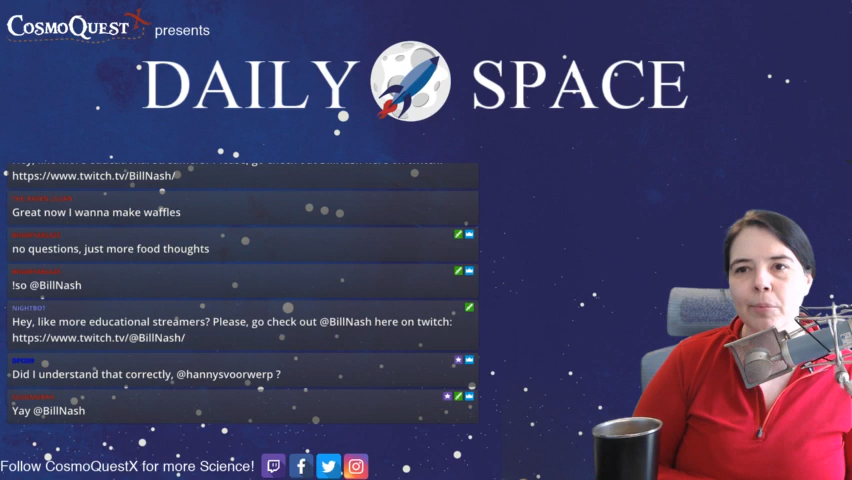 CosmoQuestX
presents
DAILY SPACE
https://www.twitch.tv/BillNash/
Great now I wanna make waffles
no questions, just more food thoughts
!so @BillNash
NIGHTBOT
Hey, like more educational streamers? Please, go check out @BillNash here on twitch:
https://www.twitch.tv/@BillNash/
Did I understand that correctly, @hannysvoorwerp ?
Yay @BillNash
Follow CosmoQuestX for more Science!